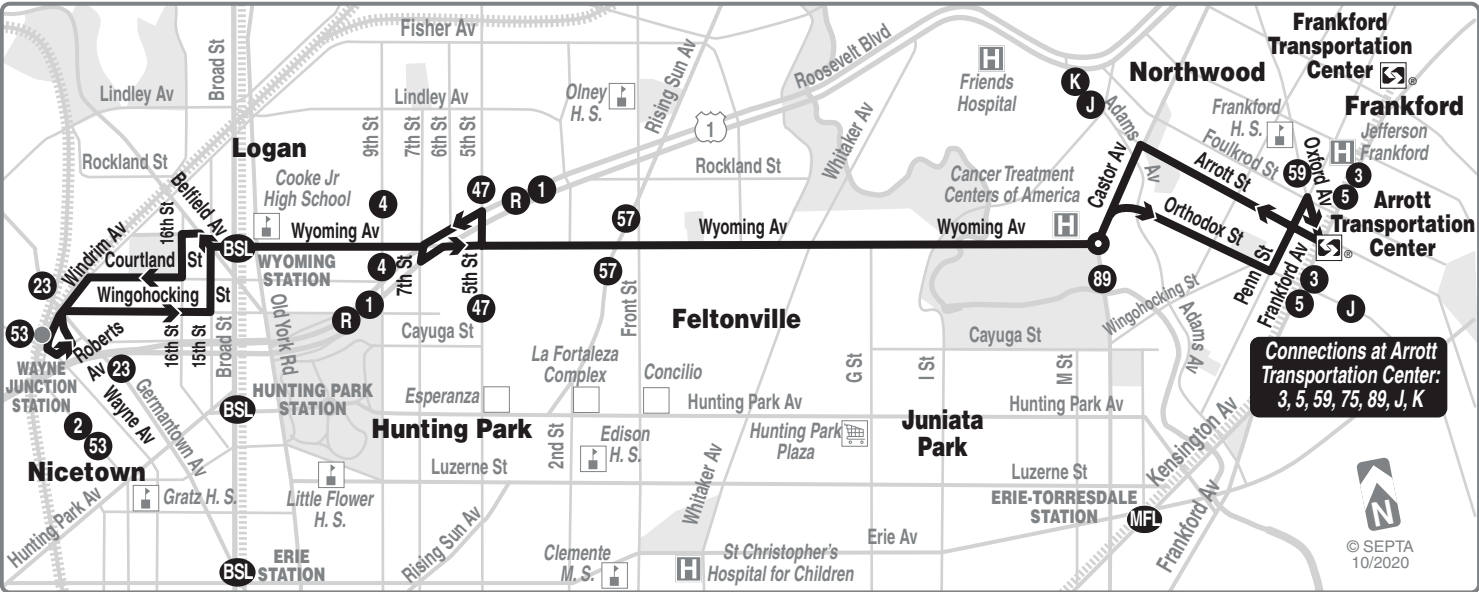 Fisher Av
Broad St
Lindley Av
Lindley Av
9th St
7th St
6th St
5th St
Olney
H. S.
Rising Sun Av
Roosevelt Blvd
1
Whitaker Av
Rockland St
Friends
Hospital
K
J
Adams
Av
Northwood
Frankford
Transportation
Center
®
Frankford
H. S.
Foulkrod St
Frankford
Jefferson
Frankford
Oxford Av
59
3
5
Arrott
Transportation
Center
®
Logan
Rockland St
Cooke Jr
High School
Belfield Av
16th St
4
47
R
1
57
Wyoming Av
Wyoming Av
Wyoming Av
Cancer Treatment
Centers of America
Castor Av
Arrott St
Orthodox St
Penn St
Frankford Av
3
5
J
BSL
WYOMING
STATION
Windrim Av
Courtland
St
Wingohocking
St
23
53
Roberts
Av
16th St
15th St
Broad St
Old York Rd
4
7th St
5th St
47
R
1
57
Front St
89
Wingohocking St
Adams Av
Feltonville
Cayuga St
Cayuga St
WAYNE
JUNCTION
STATION
23
Wayne Av
Germantown Av
2
53
Nicetown
HUNTING PARK
STATION
BSL
Hunting Park
Esperanza
La Fortaleza
Complex
Concilio
Hunting Park Av
Hunting Park Av
G St
I St
M St
Juniata
Park
Hunting Park
Plaza
2nd St
Edison
H. S.
Luzerne St
Luzerne St
Whitaker Av
Kensington Av
Connections at Arrott
Transportation Center:
3, 5, 59, 75, 89, J, K
Hunting Park Av
Gratz H. S.
Little Flower
H. S.
BSL
ERIE
STATION
Rising Sun Av
Clemente
M. S.
St Christopher's
Hospital for Children
Erie Av
ERIE-TORRESDALE
STATION
MFL
Frankford Av
N
© SEPTA
10/2020
H
H
H
H